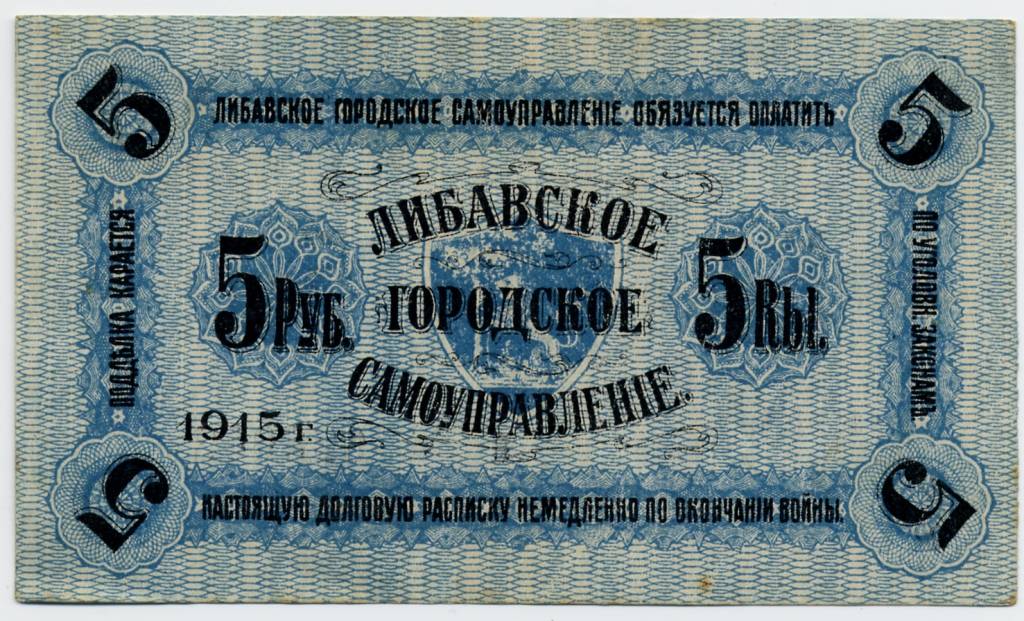 5
ЛИБАВСКОЕ ГОРОДСКОЕ САМОУПРАВЛЕНІЕ ОБЯЗУЕТСЯ ОПЛАТИТЬ
5
ЛИБАВСКОЕ
ГОРОДСКОЕ
САМОУПРАВЛЕНІЕ.
5 РУБ.
5 Rbl.
ПОДДѢЛКА КАРАЕТСЯ
ПО УГОЛОВН. ЗАКОНАМЪ
1915 г.
5
НАСТОЯЩУЮ ДОЛГОВУЮ РАСПИСКУ НЕМЕДЛЕННО ПО ОКОНЧАНІИ ВОЙНЫ.
5